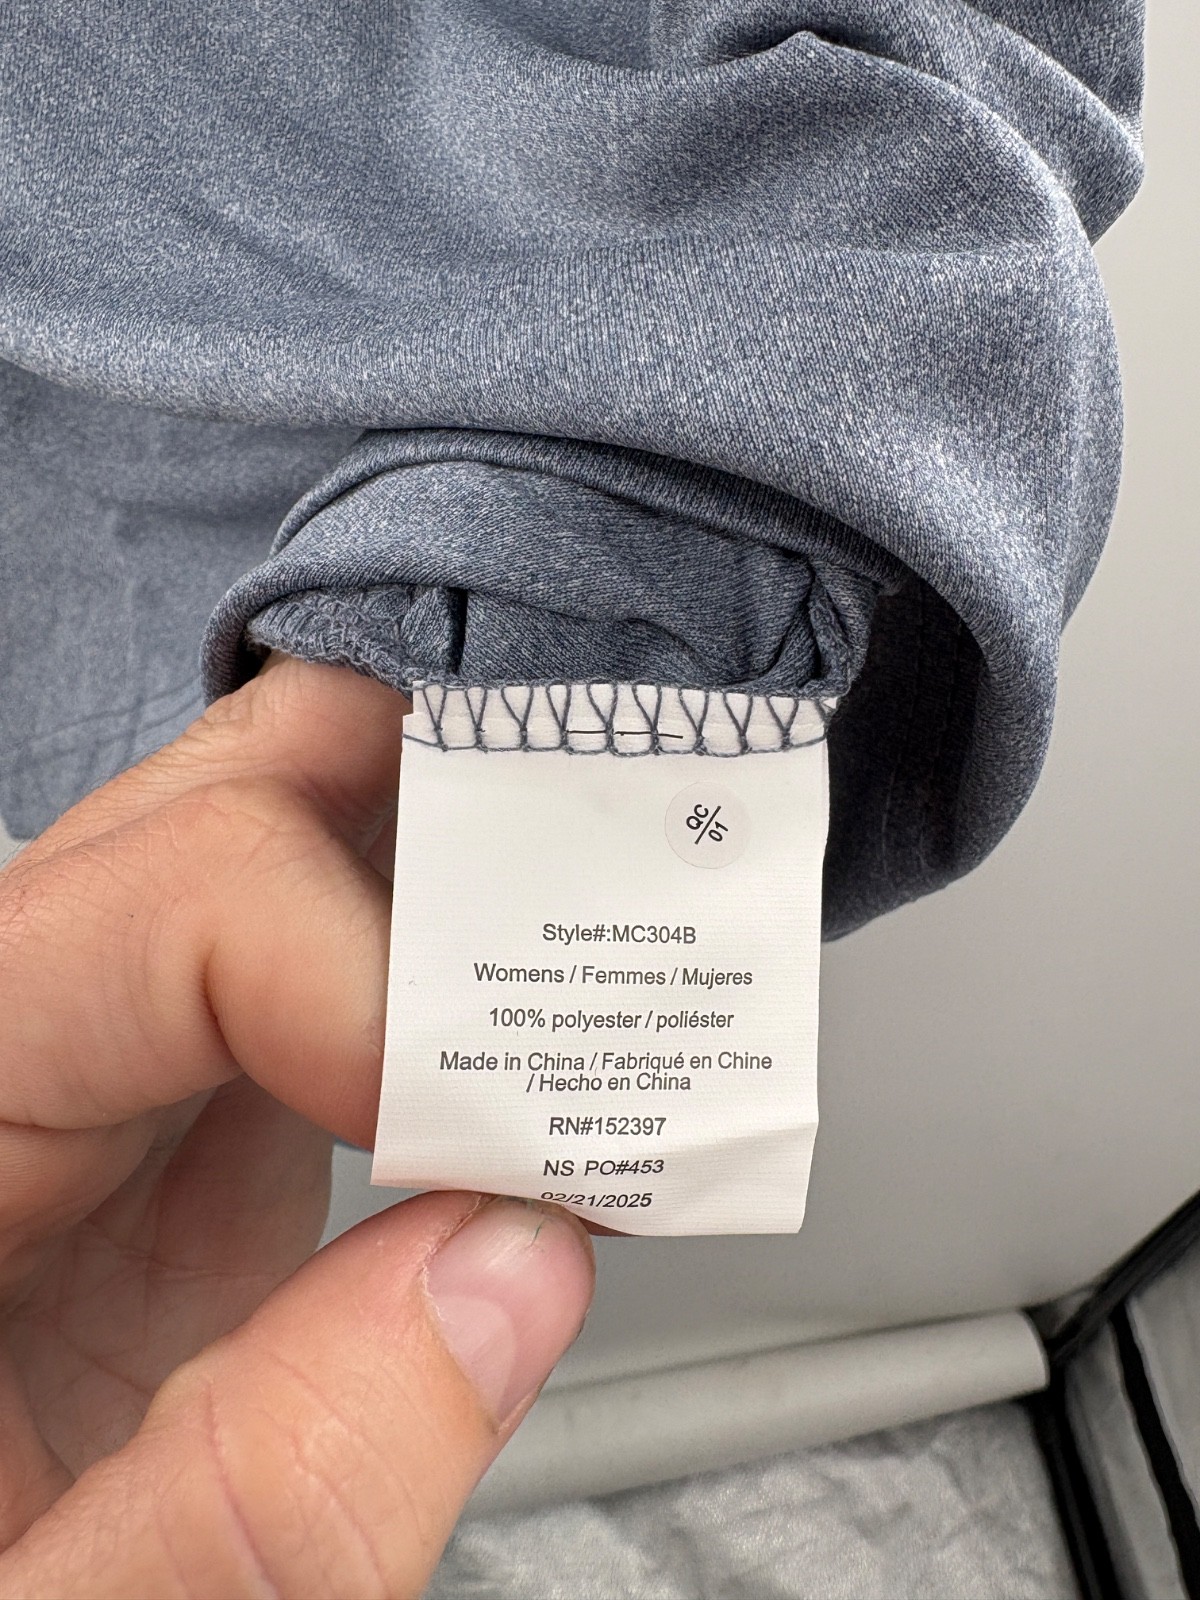 QC/01
Style#:MC304B
Womens / Femmes / Mujeres
100% polyester / poliéster
Made in China / Fabriqué en Chine
/ Hecho en China
RN#152397
NS PO#453
02/21/2025